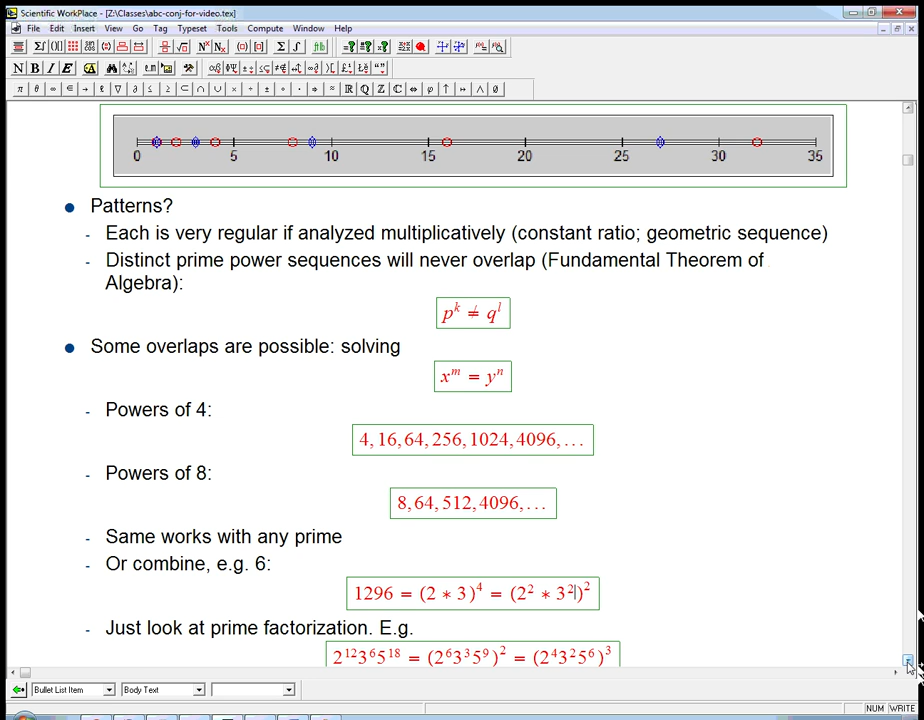 Scientific WorkPlace - [Z:\Classes\abc-conj-for-video.tex]
File Edit Insert View Go Tag Typeset Tools Compute Window Help
0 5 10 15 20 25 30 35
Patterns?
- Each is very regular if analyzed multiplicatively (constant ratio; geometric sequence)
- Distinct prime power sequences will never overlap (Fundamental Theorem of
Algebra):
p^k ≠ q^l
Some overlaps are possible: solving
x^m = y^n
- Powers of 4:
4, 16, 64, 256, 1024, 4096, …
- Powers of 8:
8, 64, 512, 4096, …
- Same works with any prime
- Or combine, e.g. 6:
1296 = (2 * 3)^4 = (2^2 * 3^2)^2
- Just look at prime factorization. E.g.
2^12 3^6 5^18 = (2^6 3^3 5^9)^2 = (2^4 3^2 5^6)^3
Bullet List Item Body Text
NUM WRITE